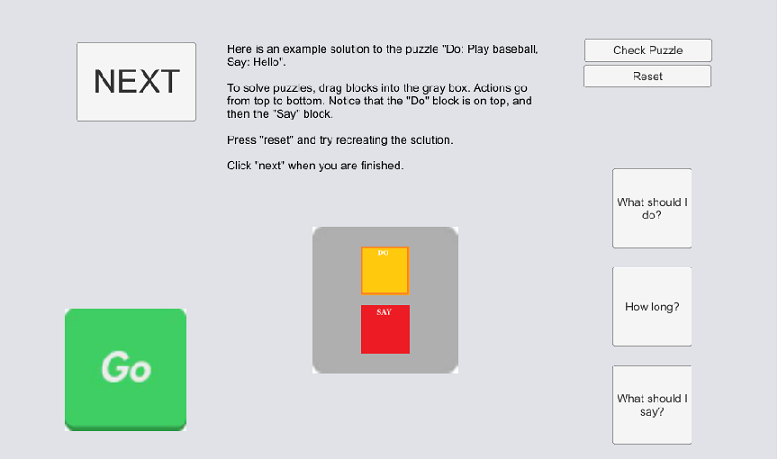 NEXT
Here is an example solution to the puzzle "Do: Play baseball,
Say: Hello".
To solve puzzles, drag blocks into the gray box. Actions go
from top to bottom. Notice that the "Do" block is on top, and
then the "Say" block.
Press "reset" and try recreating the solution.
Click "next" when you are finished.
Check Puzzle
Reset
What should I
do?
How long?
What should I
say?
DO
SAY
Go